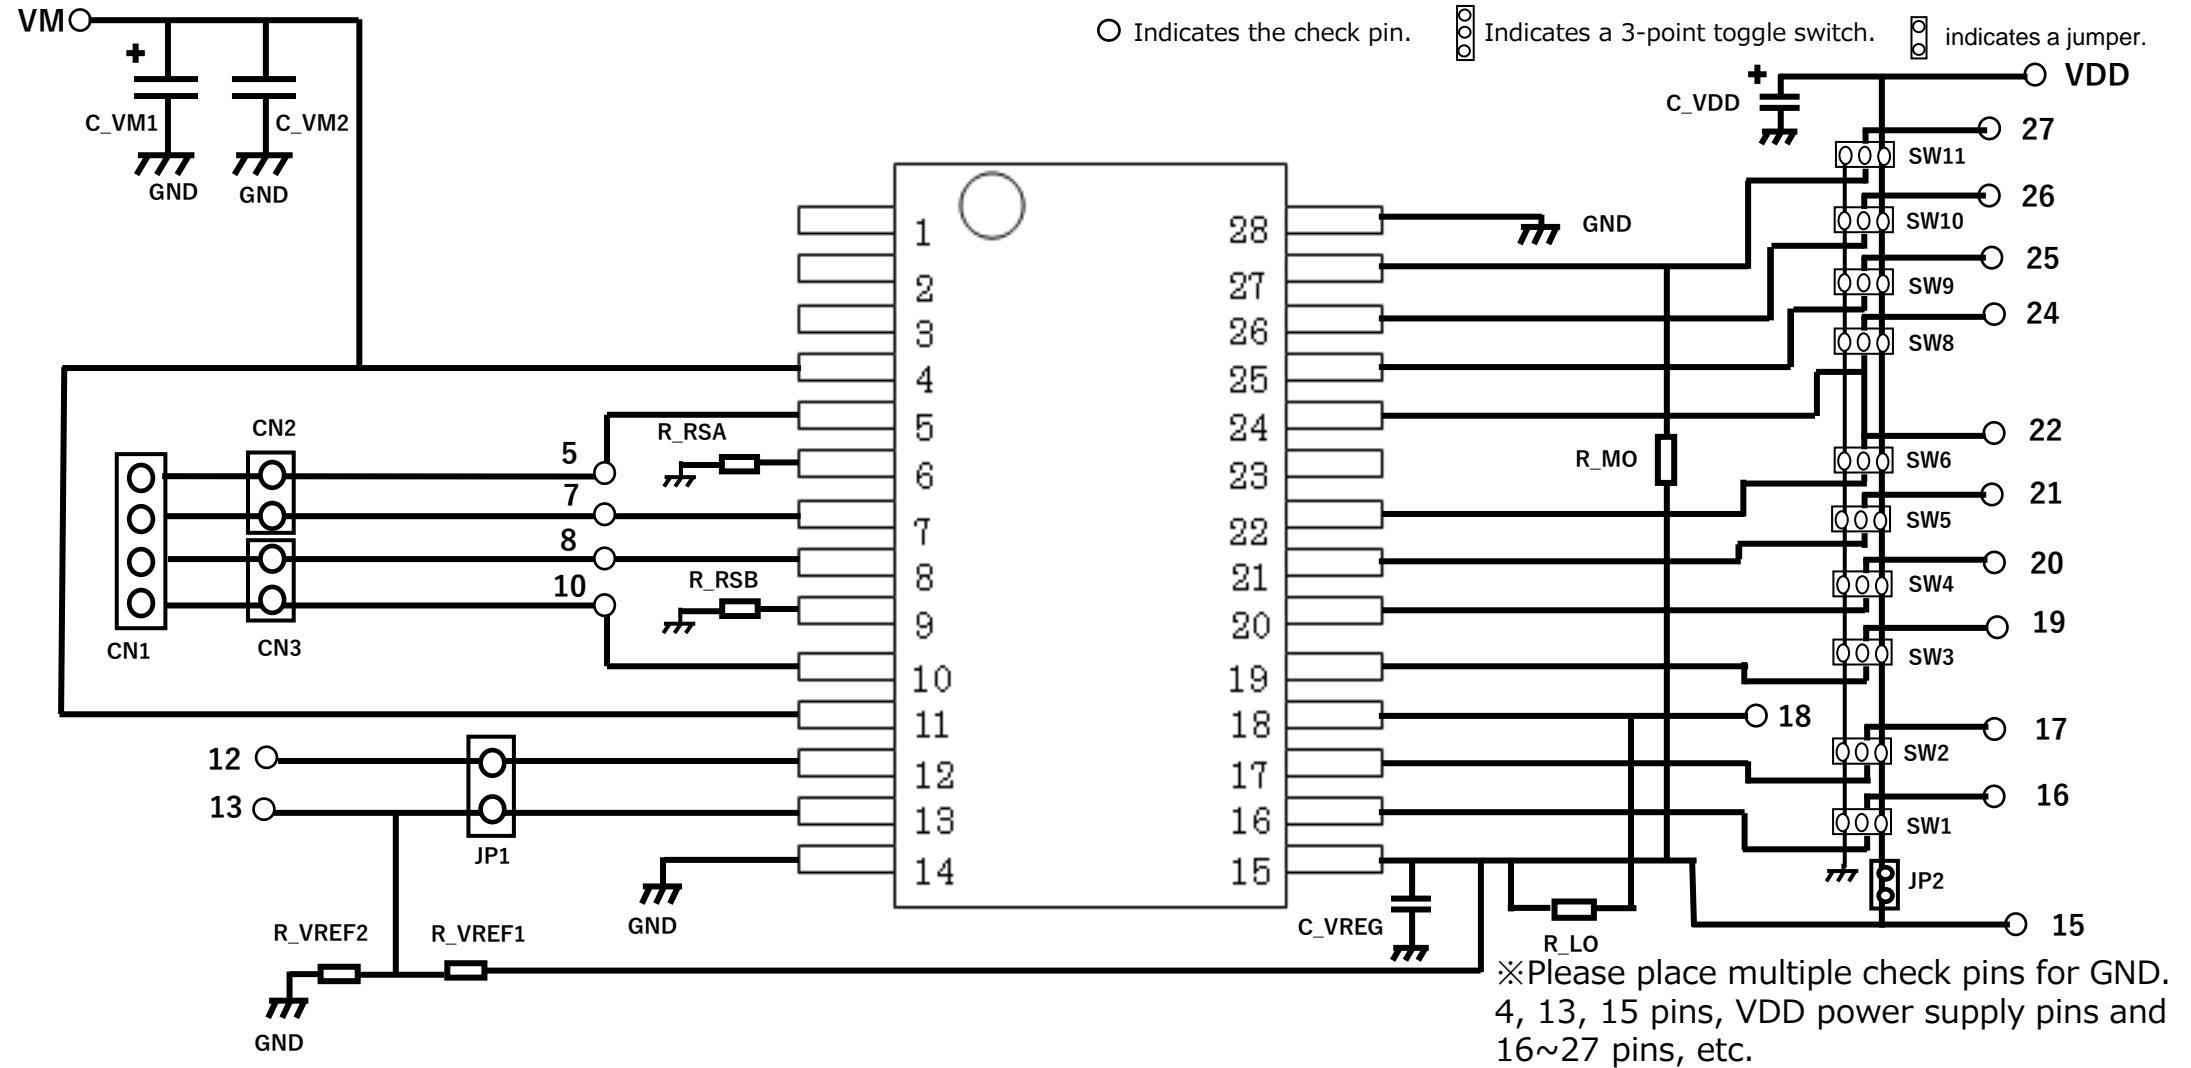 VM
Indicates the check pin.
Indicates a 3-point toggle switch.
indicates a jumper.
+
C_VM1
C_VM2
GND
GND
+
C_VDD
VDD
27
SW11
26
SW10
25
SW9
24
SW8
22
SW6
21
SW5
20
SW4
19
SW3
18
17
SW2
16
SW1
JP2
15
GND
1
2
3
4
5
6
7
8
9
10
11
12
13
14
28
27
26
25
24
23
22
21
20
19
18
17
16
15
CN2
CN1
CN3
5
7
8
10
R_RSA
R_RSB
R_MO
12
13
JP1
GND
R_VREF2
R_VREF1
GND
C_VREG
R_LO
※Please place multiple check pins for GND.
4, 13, 15 pins, VDD power supply pins and
16~27 pins, etc.